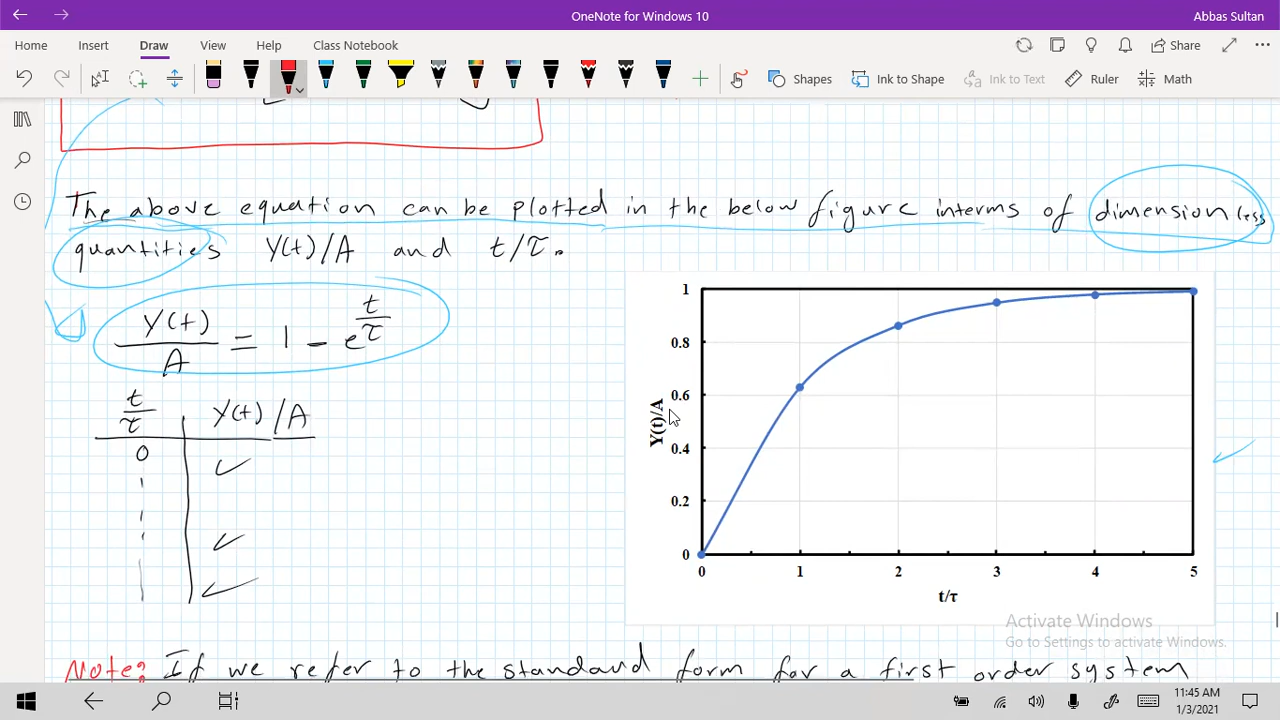 OneNote for Windows 10
Abbas Sultan
Home Insert Draw View Help Class Notebook
Share
Shapes Ink to Shape Ink to Text Ruler Math
The above equation can be plotted in the below figure interms of dimensionless
quantities Y(t)/A and t/τ.
Y(t)/A = 1 - e^t/τ
t/τ Y(t)/A
0
Y(t)/A
1
0.8
0.6
0.4
0.2
0
0 1 2 3 4 5
t/τ
Activate Windows
Go to Settings to activate Windows.
Note: If we refer to the standard form for a first order system
11:45 AM
1/3/2021